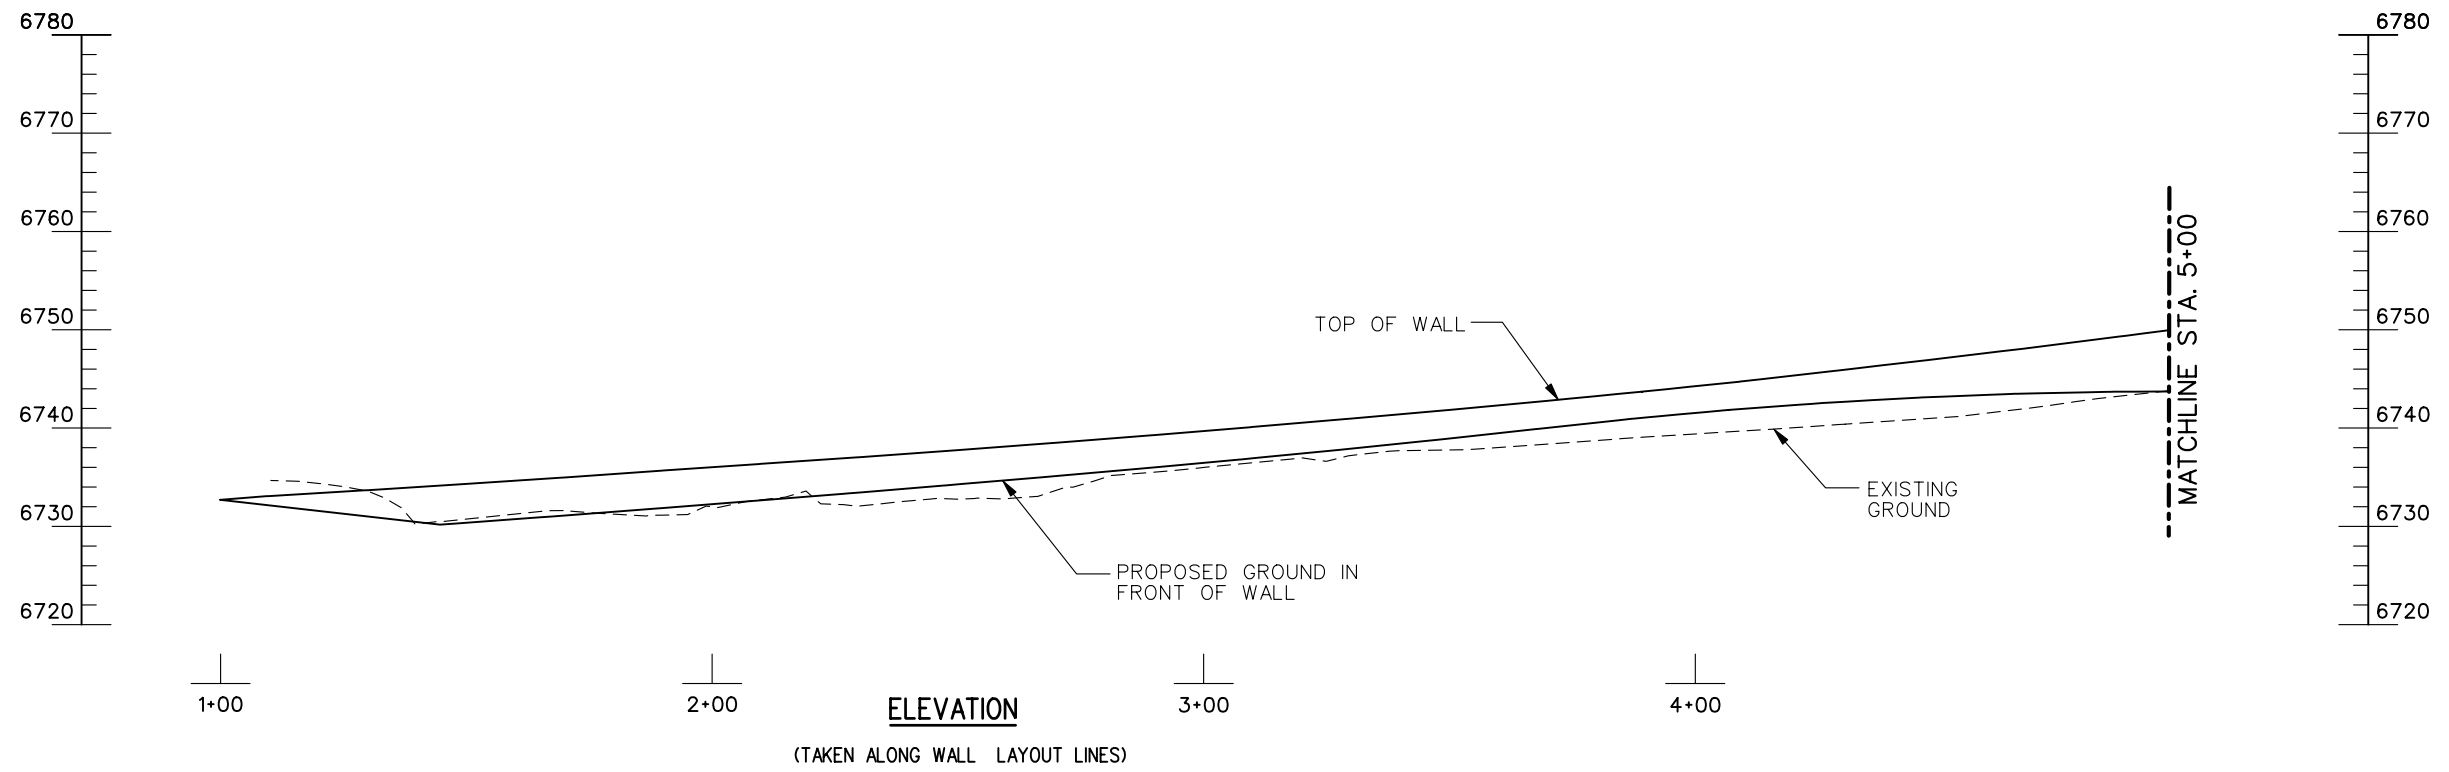 6780 6780
6770 6770
6760 6760
6750 6750
TOP OF WALL
6740 6740
MATCHLINE STA. 5+00
EXISTING
GROUND
6730 6730
PROPOSED GROUND IN
FRONT OF WALL
6720 6720
1+00 2+00 3+00 4+00
ELEVATION
(TAKEN ALONG WALL LAYOUT LINES)